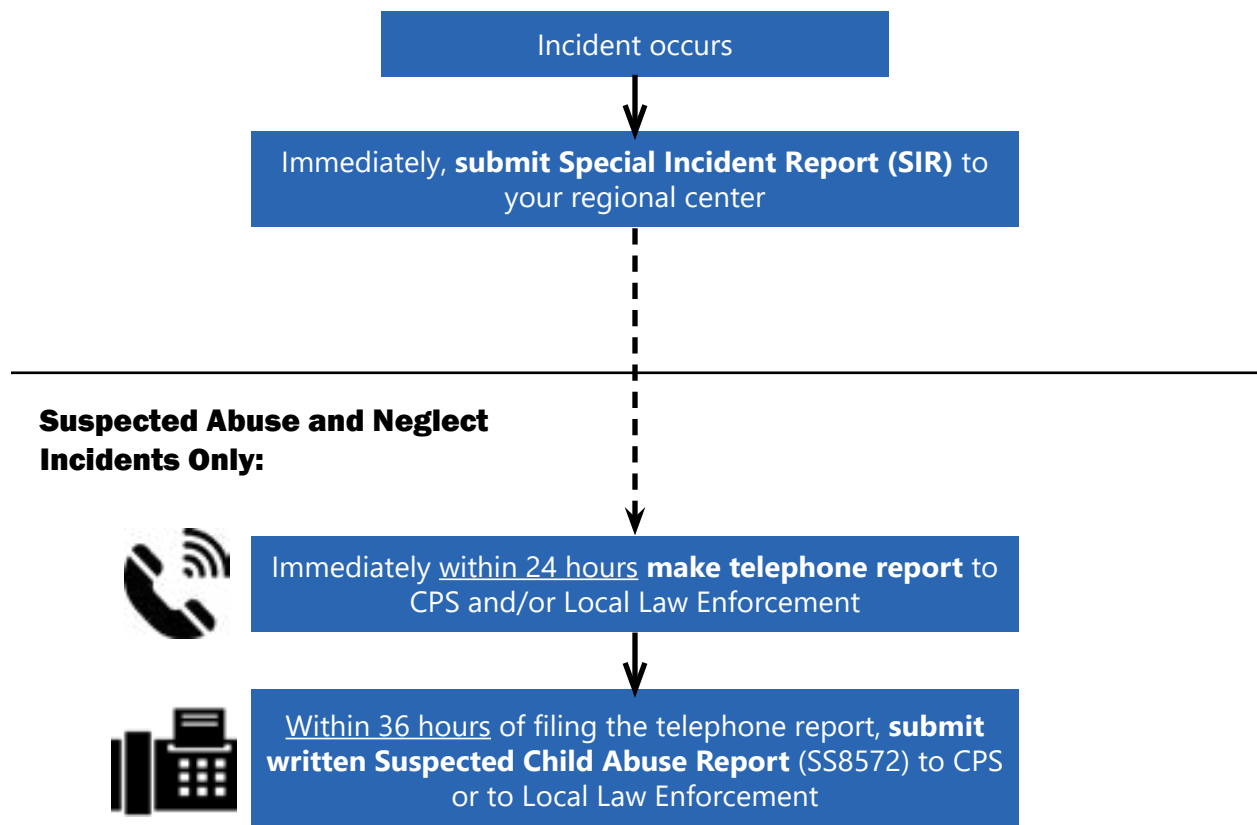 Incident occurs
Immediately, submit Special Incident Report (SIR) to
your regional center
Suspected Abuse and Neglect
Incidents Only:
Immediately within 24 hours make telephone report to
CPS and/or Local Law Enforcement
Within 36 hours of filing the telephone report, submit
written Suspected Child Abuse Report (SS8572) to CPS
or to Local Law Enforcement